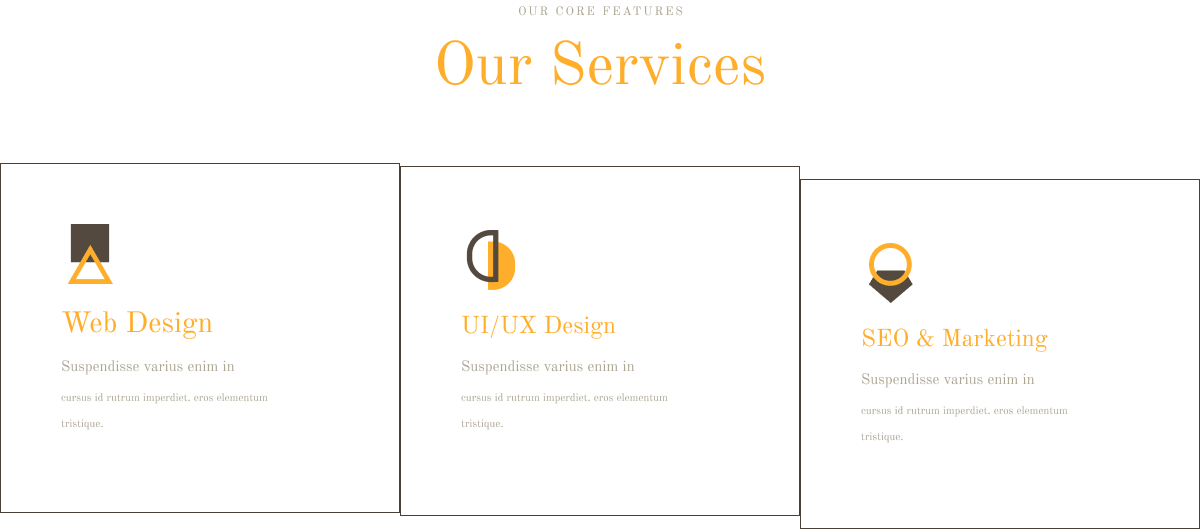 OUR CORE FEATURES
Our Services
Web Design
Suspendisse varius enim in
cursus id rutrum imperdiet. eros elementum
tristique.
UI/UX Design
Suspendisse varius enim in
cursus id rutrum imperdiet. eros elementum
tristique.
SEO & Marketing
Suspendisse varius enim in
cursus id rutrum imperdiet. eros elementum
tristique.